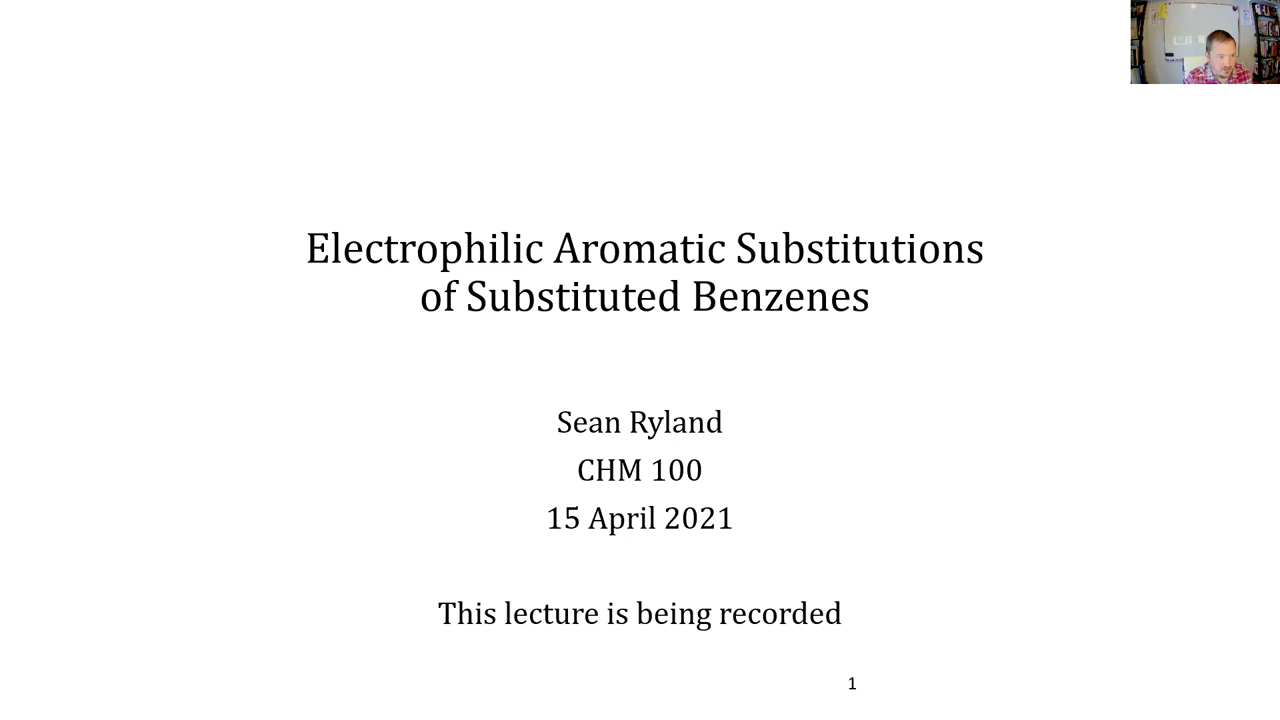 Electrophilic Aromatic Substitutions
of Substituted Benzenes
Sean Ryland
CHM 100
15 April 2021
This lecture is being recorded
1